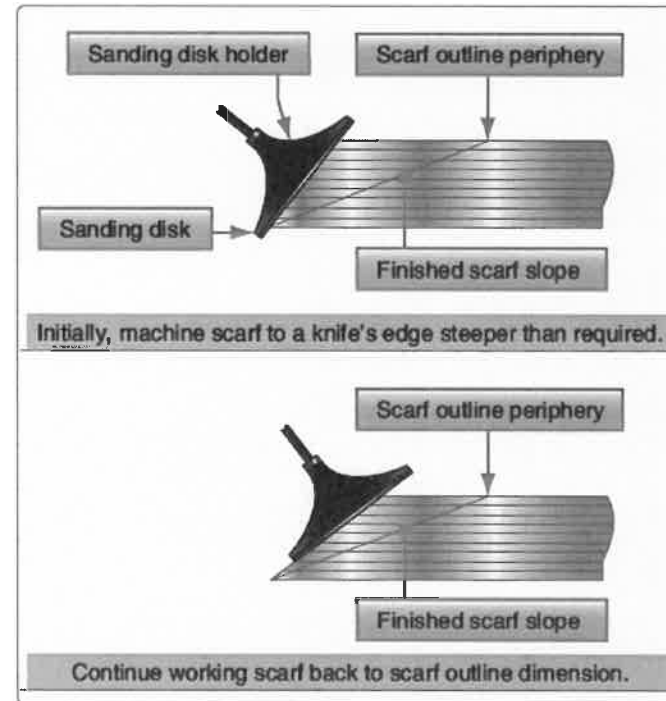 Sanding disk holder
Scarf outline periphery
Sanding disk
Finished scarf slope
Initially, machine scarf to a knife's edge steeper than required.
Scarf outline periphery
Finished scarf slope
Continue working scarf back to scarf outline dimension.